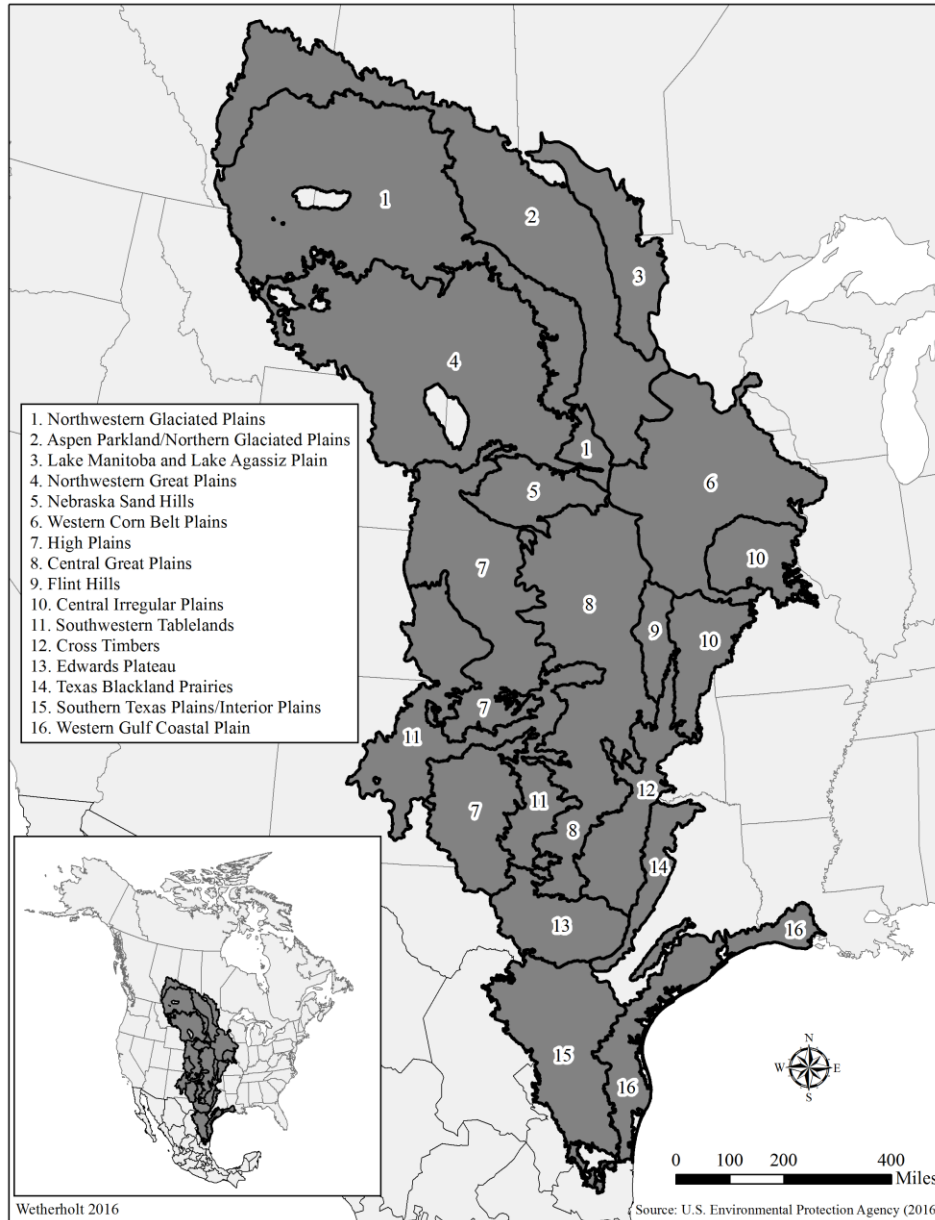 1
2
3
4
1. Northwestern Glaciated Plains
2. Aspen Parkland/Northern Glaciated Plains
3. Lake Manitoba and Lake Agassiz Plain
4. Northwestern Great Plains
5. Nebraska Sand Hills
6. Western Corn Belt Plains
7. High Plains
8. Central Great Plains
9. Flint Hills
10. Central Irregular Plains
11. Southwestern Tablelands
12. Cross Timbers
13. Edwards Plateau
14. Texas Blackland Prairies
15. Southern Texas Plains/Interior Plains
16. Western Gulf Coastal Plain
1
5
6
10
7
8
9
10
7
11
12
7
11
8
14
13
16
15
16
N
W E
S
0 100 200 400
Miles
Wetherholt 2016
Source: U.S. Environmental Protection Agency (2016